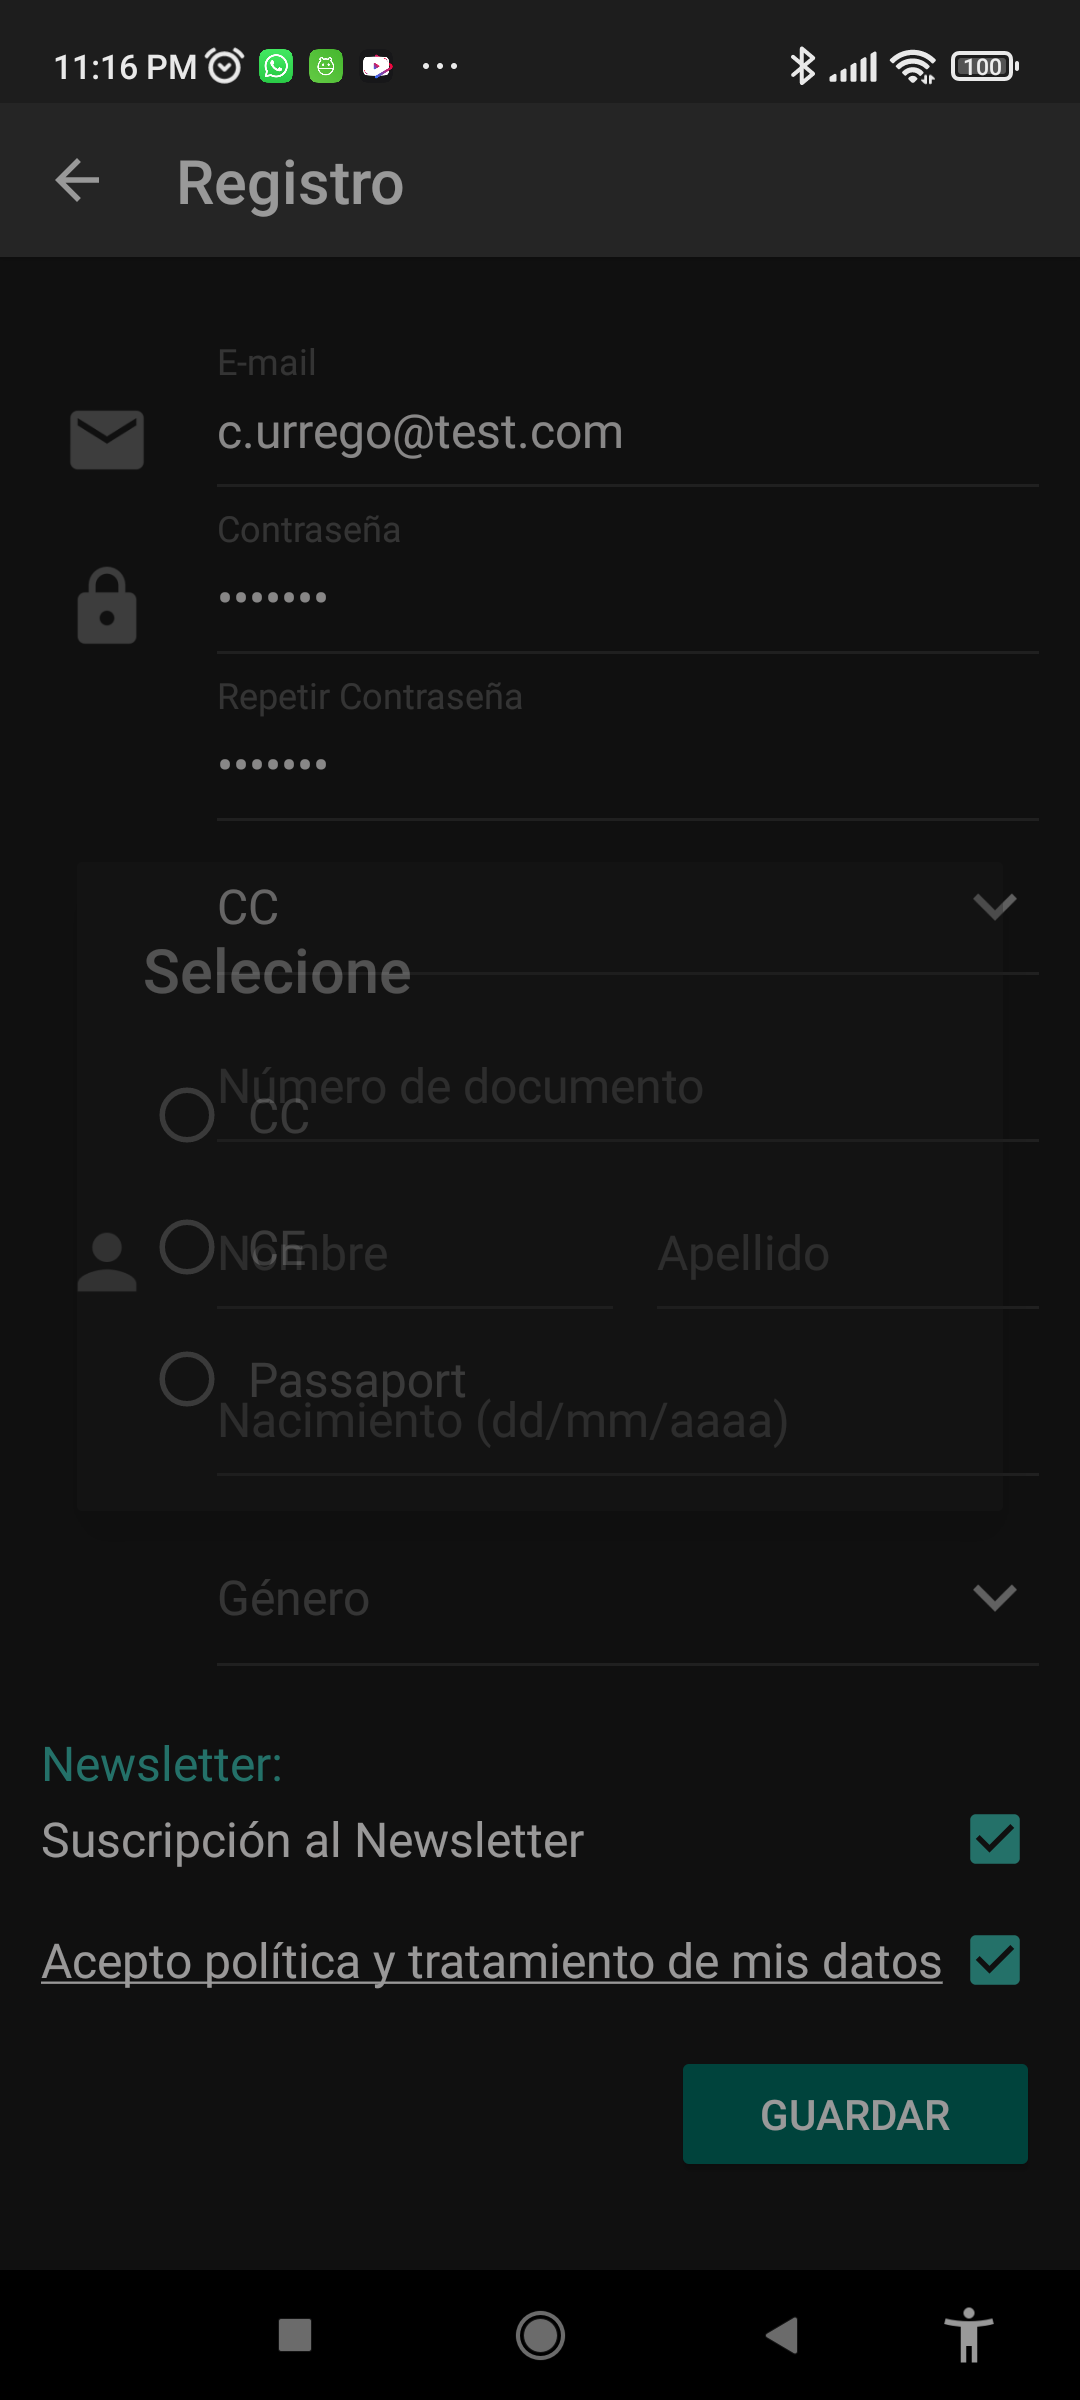 11:16 PM
100
Registro
E-mail
c.urrego@test.com
Contraseña
•••••••
Repetir Contraseña
•••••••
CC
Selecione
Número de documento
CC
Nombre
Apellido
CE
Passaport
Nacimiento (dd/mm/aaaa)
Género
Newsletter:
Suscripción al Newsletter
Acepto política y tratamiento de mis datos
GUARDAR